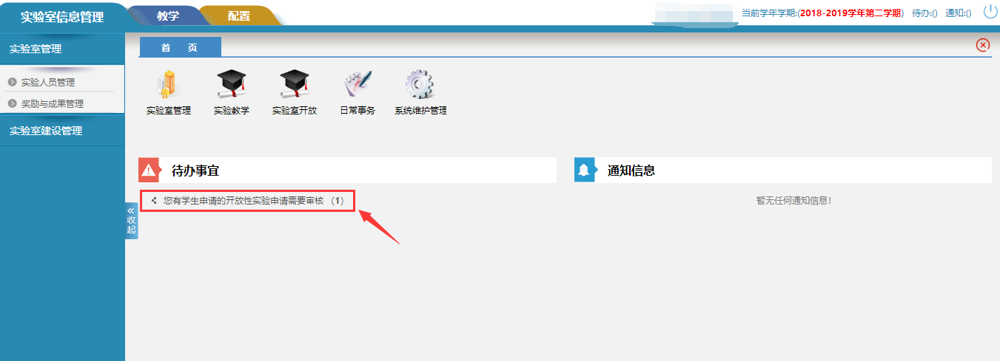 实验室信息管理 教学 配置 当前学年学期:(2018-2019学年第二学期) 待办:() 通知:()
实验室管理
实验人员管理
奖励与成果管理
实验室建设管理
收起
首 页
实验室管理 实验教学 实验室开放 日常事务 系统维护管理
待办事宜
您有学生申请的开放性实验申请需要审核 （1）
通知信息
暂无任何通知信息!